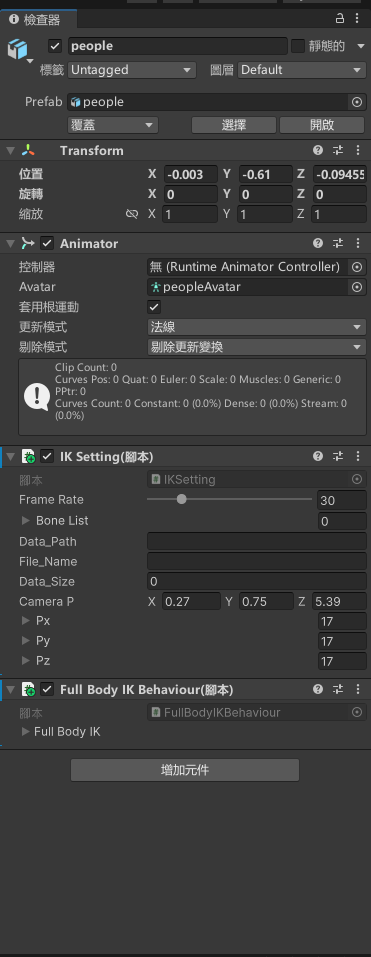 檢查器
people 靜態的
標籤 Untagged 圖層 Default
Prefab people
覆蓋 選擇 開啟
Transform
位置 X -0.003 Y -0.61 Z -0.09455
旋轉 X 0 Y 0 Z 0
縮放 X 1 Y 1 Z 1
Animator
控制器 無 (Runtime Animator Controller)
Avatar peopleAvatar
套用根運動
更新模式 法線
剔除模式 剔除更新變換
Clip Count: 0
Curves Pos: 0 Quat: 0 Euler: 0 Scale: 0 Muscles: 0 Generic: 0
PPtr: 0
Curves Count: 0 Constant: 0 (0.0%) Dense: 0 (0.0%) Stream: 0
(0.0%)
IK Setting(腳本)
腳本 IKSetting
Frame Rate 30
Bone List 0
Data_Path
File_Name
Data_Size 0
Camera P X 0.27 Y 0.75 Z 5.39
Px 17
Py 17
Pz 17
Full Body IK Behaviour(腳本)
腳本 FullBodyIKBehaviour
Full Body IK
增加元件